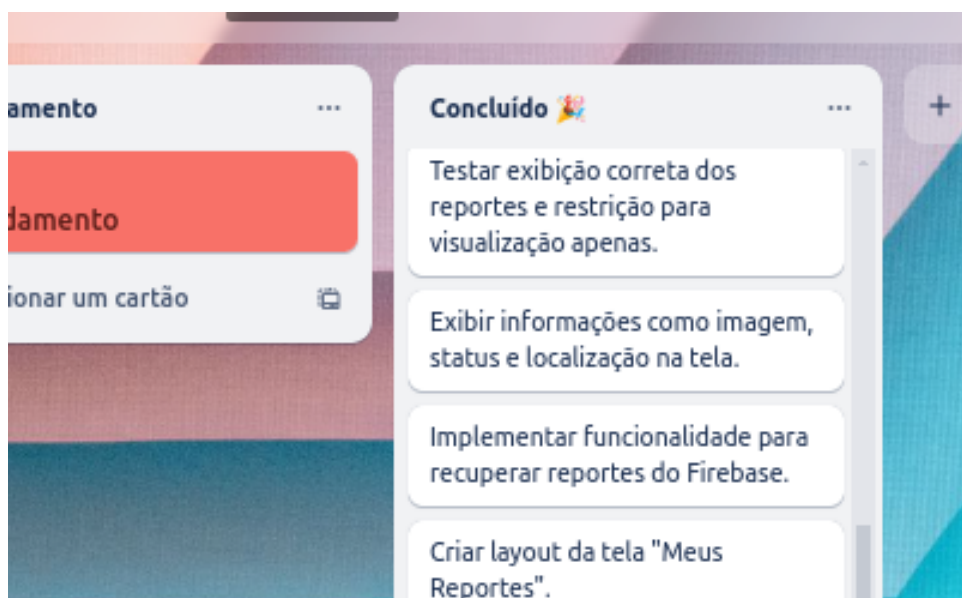 amento
damento
ionar um cartão
Concluído 🎉
Testar exibição correta dos
reportes e restrição para
visualização apenas.
Exibir informações como imagem,
status e localização na tela.
Implementar funcionalidade para
recuperar reportes do Firebase.
Criar layout da tela "Meus
Reportes".